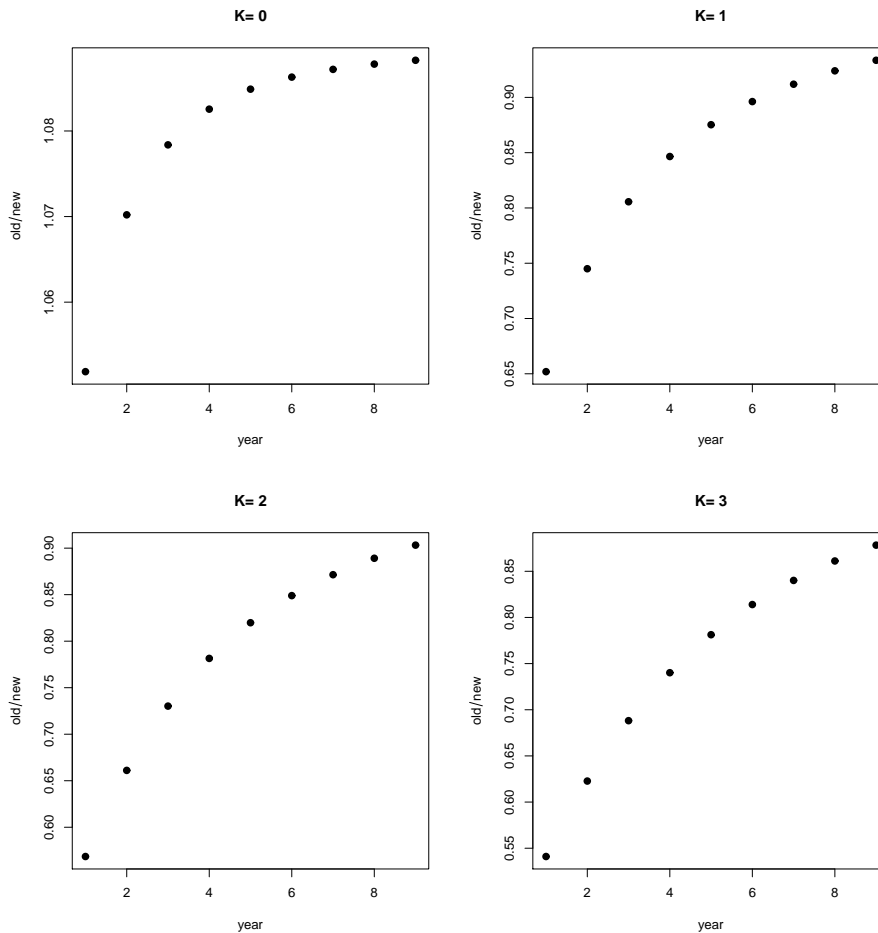 K= 0
old/new
1.06 1.07 1.08
2 4 6 8
year
K= 1
old/new
0.65 0.70 0.75 0.80 0.85 0.90
2 4 6 8
year
K= 2
old/new
0.60 0.65 0.70 0.75 0.80 0.85 0.90
2 4 6 8
year
K= 3
old/new
0.55 0.60 0.65 0.70 0.75 0.80 0.85
2 4 6 8
year